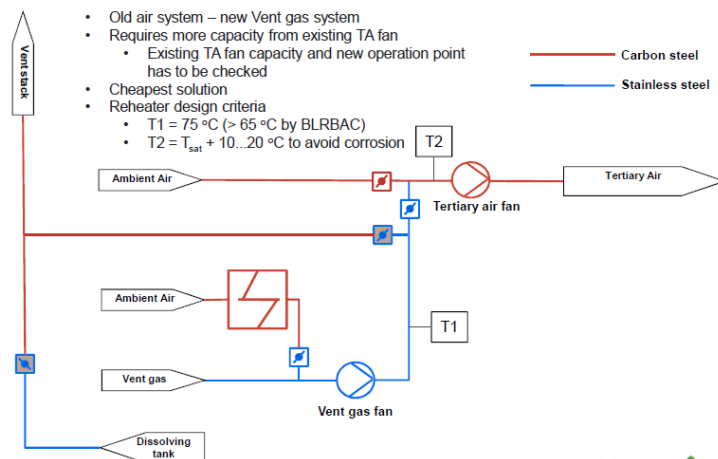 • Old air system – new Vent gas system
• Requires more capacity from existing TA fan
• Existing TA fan capacity and new operation point
has to be checked
• Cheapest solution
• Reheater design criteria
• T1 = 75 °C (> 65 °C by BLRBAC)
• T2 = Tsat + 10...20 °C to avoid corrosion
Vent stack
Carbon steel
Stainless steel
T2
Ambient Air
Tertiary Air
Tertiary air fan
Ambient Air
T1
Vent gas
Vent gas fan
Dissolving
tank